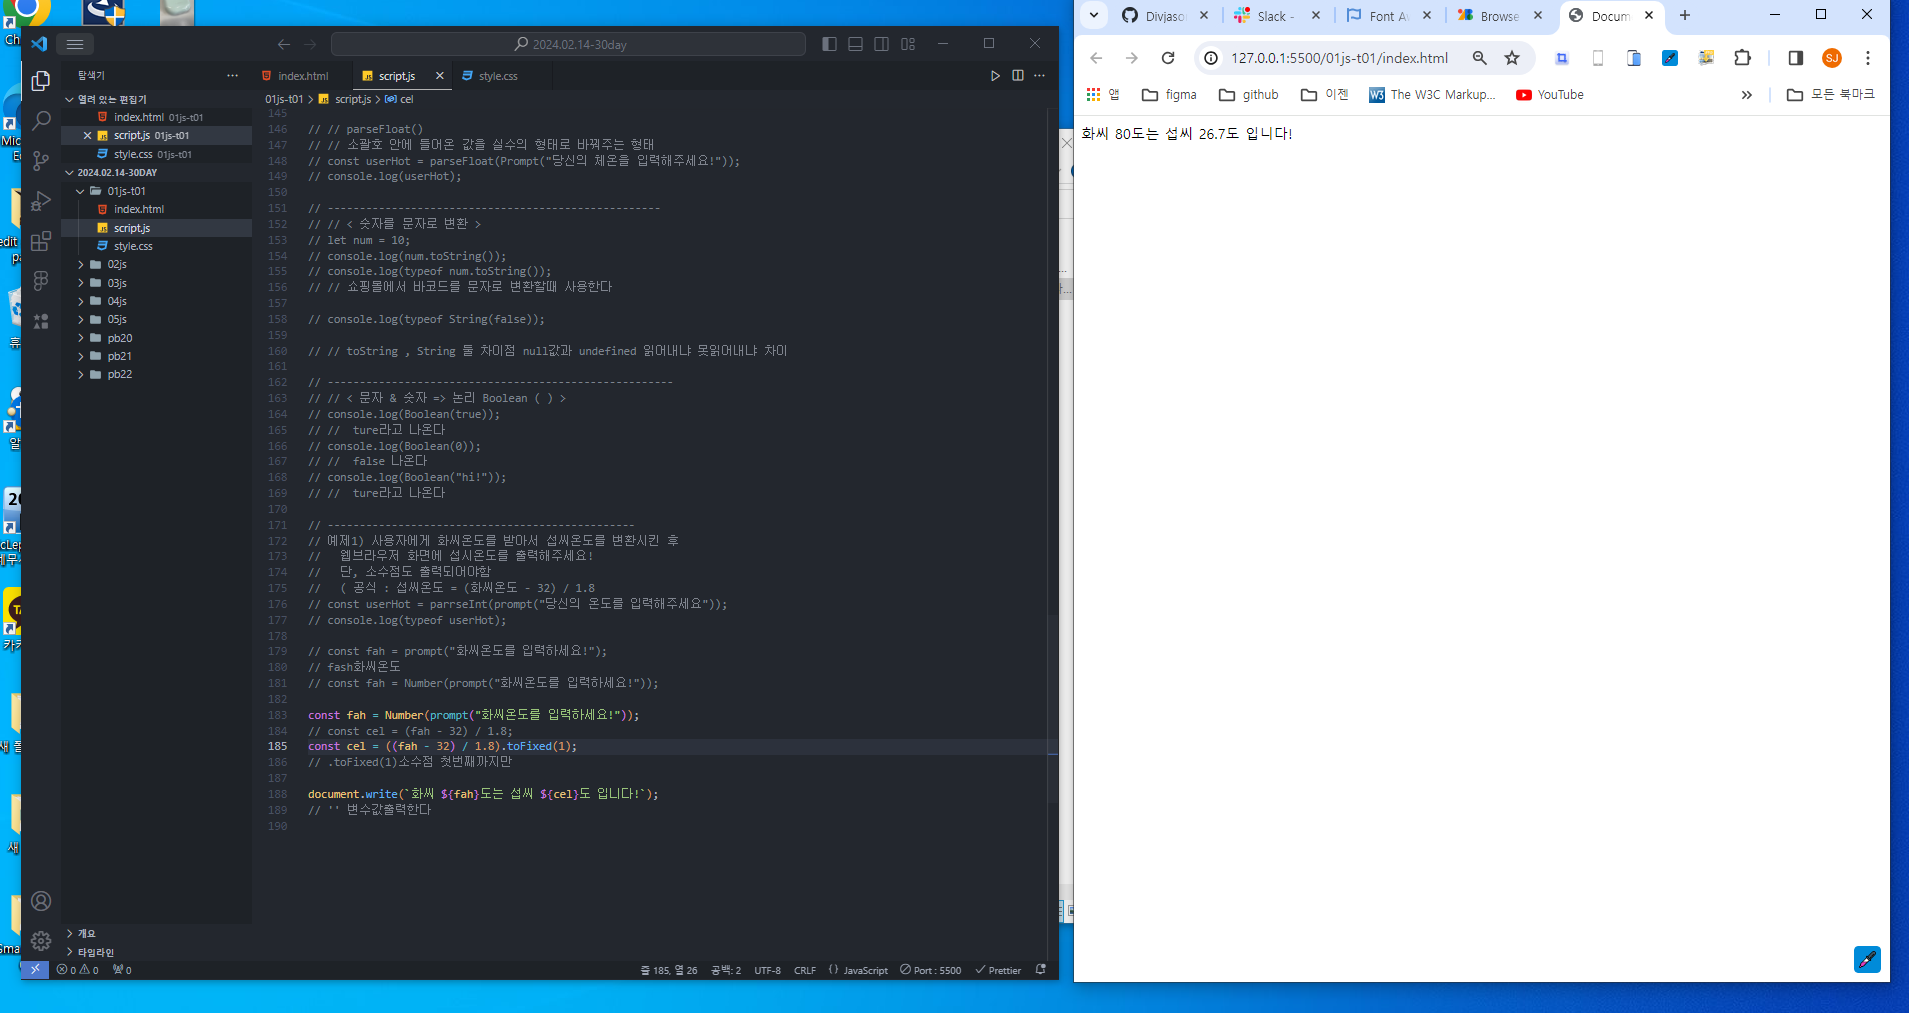 2024.02.14-30day
탐색기
열려 있는 편집기
index.html 01js-t01
script.js 01js-t01
style.css 01js-t01
2024.02.14-30DAY
01js-t01
index.html
script.js
style.css
02js
03js
04js
05js
pb20
pb21
pb22
개요
타임라인
index.html
script.js
style.css
01js-t01 > script.js > cel
145
146 // // parseFloat()
147 // // 소괄호 안에 들어온 값을 실수의 형태로 바꿔주는 형태
148 // const userHot = parseFloat(Prompt("당신의 체온을 입력해주세요!"));
149 // console.log(userHot);
150
151 // ----------------------------------------------------
152 // // < 숫자를 문자로 변환 >
153 // let num = 10;
154 // console.log(num.toString());
155 // console.log(typeof num.toString());
156 // // 쇼핑몰에서 바코드를 문자로 변환할때 사용한다
157
158 // console.log(typeof String(false));
159
160 // // toString , String 둘 차이점 null값과 undefined 읽어내냐 못읽어내냐 차이
161
162 // ------------------------------------------------------
163 // // < 문자 & 숫자 => 논리 Boolean ( ) >
164 // console.log(Boolean(true));
165 // //  ture라고 나온다
166 // console.log(Boolean(0));
167 // //  false 나온다
168 // console.log(Boolean("hi!"));
169 // //  ture라고 나온다
170
171 // ------------------------------------------------
172 // 예제1) 사용자에게 화씨온도를 받아서 섭씨온도를 변환시킨 후
173 //   웹브라우저 화면에 섭시온도를 출력해주세요!
174 //   단, 소수점도 출력되어야함
175 //   ( 공식 : 섭씨온도 = (화씨온도 - 32) / 1.8
176 // const userHot = parrseInt(prompt("당신의 온도를 입력해주세요"));
177 // console.log(typeof userHot);
178
179 // const fah = prompt("화씨온도를 입력하세요!");
180 // fash화씨온도
181 // const fah = Number(prompt("화씨온도를 입력하세요!"));
182
183 const fah = Number(prompt("화씨온도를 입력하세요!"));
184 // const cel = (fah - 32) / 1.8;
185 const cel = ((fah - 32) / 1.8).toFixed(1);
186 // .toFixed(1)소수점 첫번째까지만
187
188 document.write(`화씨 ${fah}도는 섭씨 ${cel}도 입니다!`);
189 // '' 변수값출력한다
190
0 0 0
줄 185, 열 26 공백: 2 UTF-8 CRLF JavaScript Port : 5500 Prettier
Slack -
Browse
Docum
127.0.0.1:5500/01js-t01/index.html
SJ
앱 figma github 이젠 The W3C Markup... YouTube 모든 북마크
화씨 80도는 섭씨 26.7도 입니다!